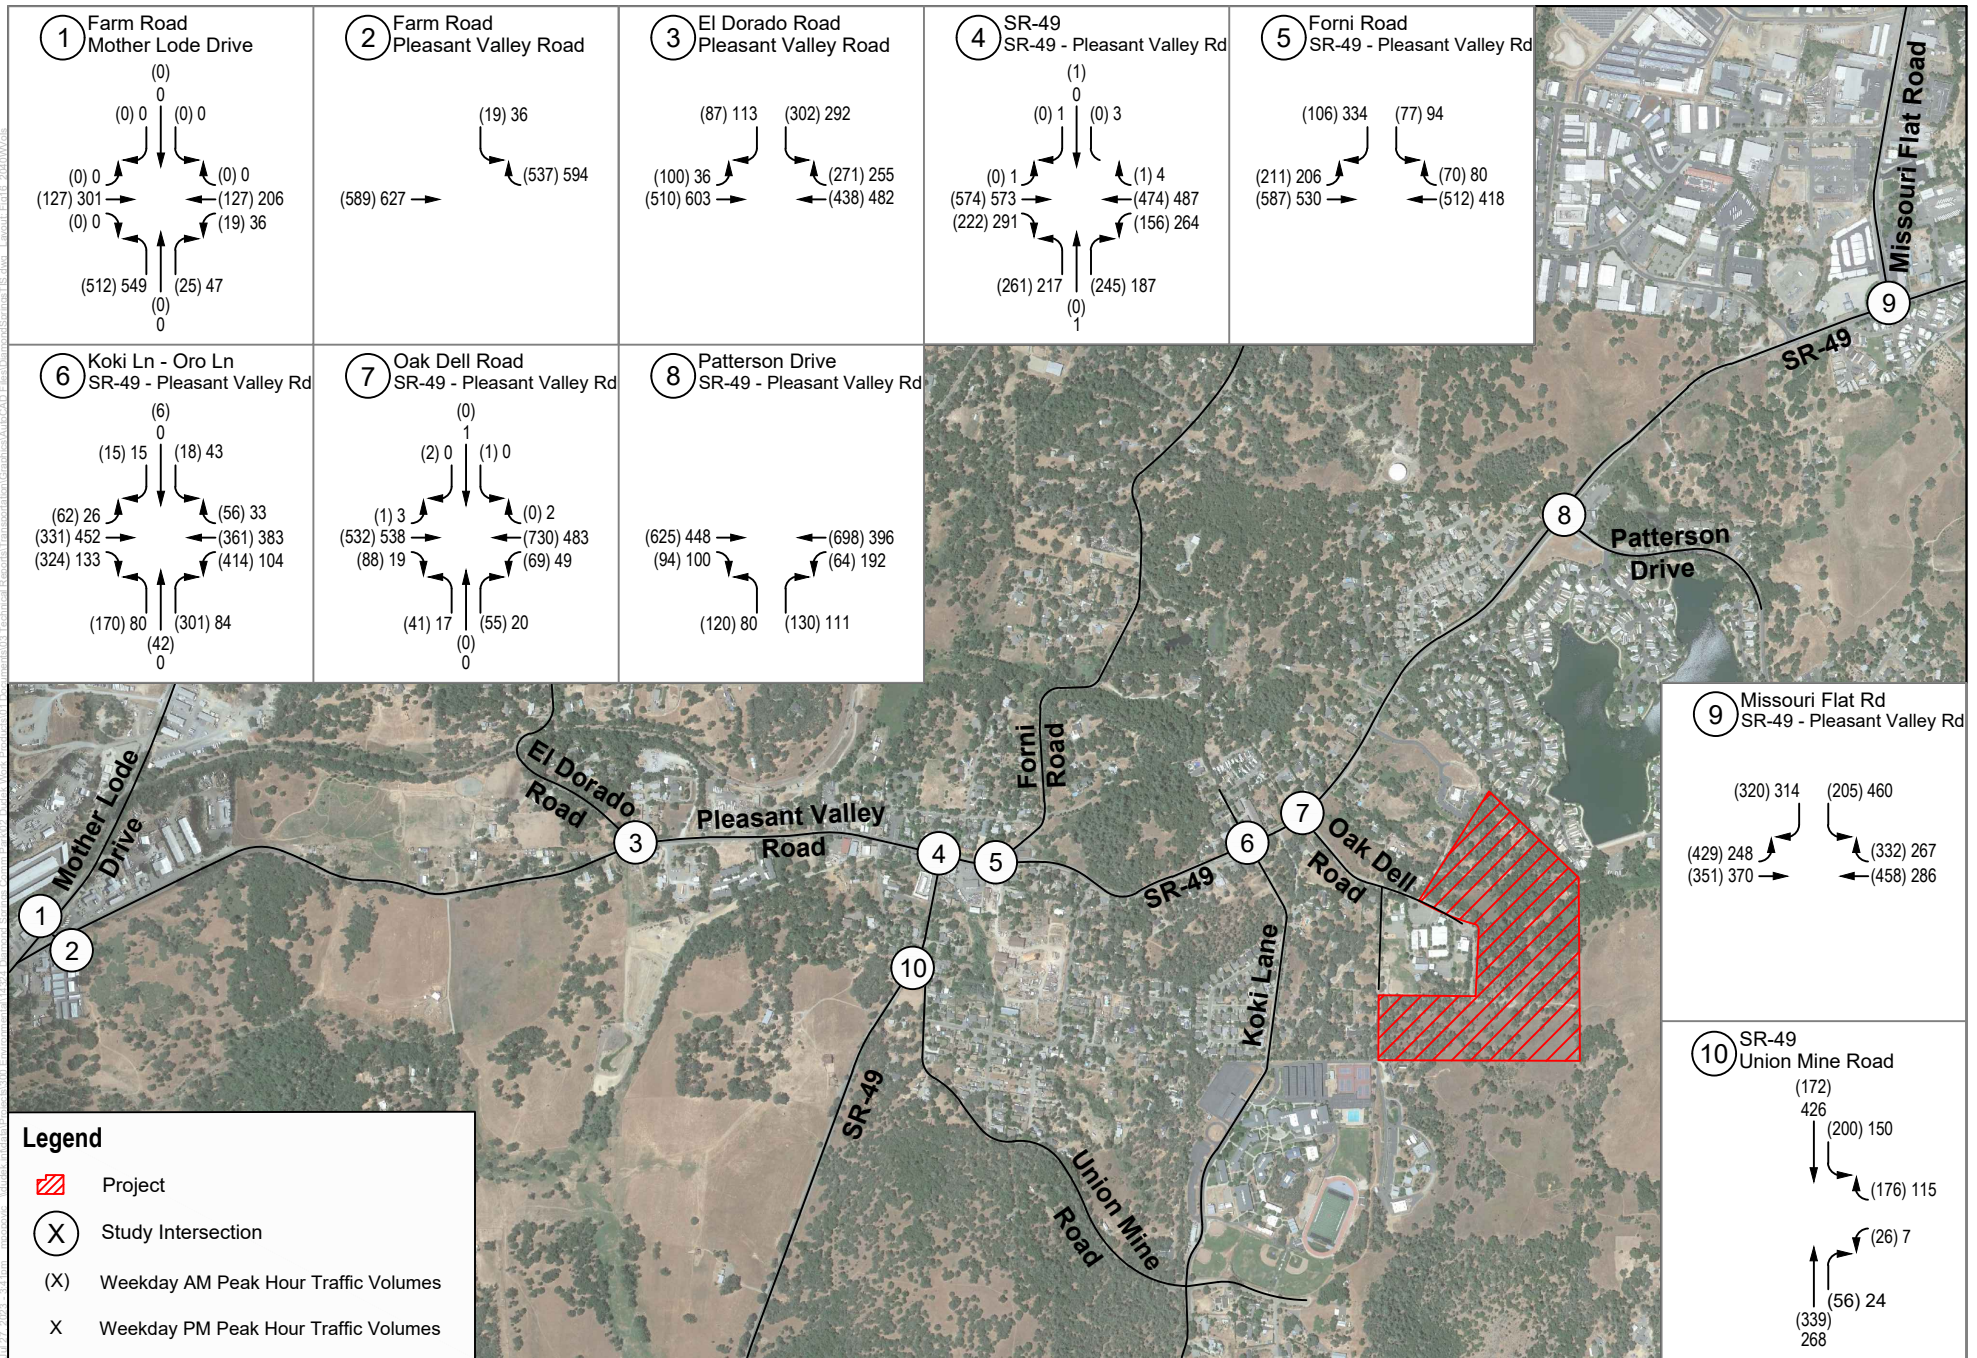 1
Farm Road
Mother Lode Drive
(0)
0
(0) 0
(0) 0
(0) 0
(0) 0
(127) 301
(127) 206
(0) 0
(19) 36
(512) 549
(25) 47
(0)
0
2
Farm Road
Pleasant Valley Road
(19) 36
(537) 594
(589) 627
3
El Dorado Road
Pleasant Valley Road
(87) 113
(302) 292
(100) 36
(271) 255
(510) 603
(438) 482
4
SR-49
SR-49 - Pleasant Valley Rd
(1)
0
(0) 1
(0) 3
(0) 1
(1) 4
(574) 573
(474) 487
(222) 291
(156) 264
(261) 217
(245) 187
(0)
1
5
Forni Road
SR-49 - Pleasant Valley Rd
(106) 334
(77) 94
(211) 206
(70) 80
(587) 530
(512) 418
6
Koki Ln - Oro Ln
SR-49 - Pleasant Valley Rd
(6)
0
(15) 15
(18) 43
(62) 26
(56) 33
(331) 452
(361) 383
(324) 133
(414) 104
(170) 80
(301) 84
(42)
0
7
Oak Dell Road
SR-49 - Pleasant Valley Rd
(0)
1
(2) 0
(1) 0
(1) 3
(0) 2
(532) 538
(730) 483
(88) 19
(69) 49
(41) 17
(55) 20
(0)
0
8
Patterson Drive
SR-49 - Pleasant Valley Rd
(625) 448
(698) 396
(94) 100
(64) 192
(120) 80
(130) 111
9
Missouri Flat Rd
SR-49 - Pleasant Valley Rd
(320) 314
(205) 460
(429) 248
(332) 267
(351) 370
(458) 286
10
SR-49
Union Mine Road
(172)
426
(200) 150
(176) 115
(26) 7
(56) 24
(339)
268
Missouri Flat Road
9
SR-49
8
Patterson
Drive
Forni
Road
El Dorado
Road
Mother Lode
Drive
Pleasant Valley
Road
1
2
3
4
5
6
7
Oak Dell
Road
SR-49
10
Koki Lane
SR-49
Union Mine
Road
Legend
Project
X
Study Intersection
(X)
Weekday AM Peak Hour Traffic Volumes
X
Weekday PM Peak Hour Traffic Volumes